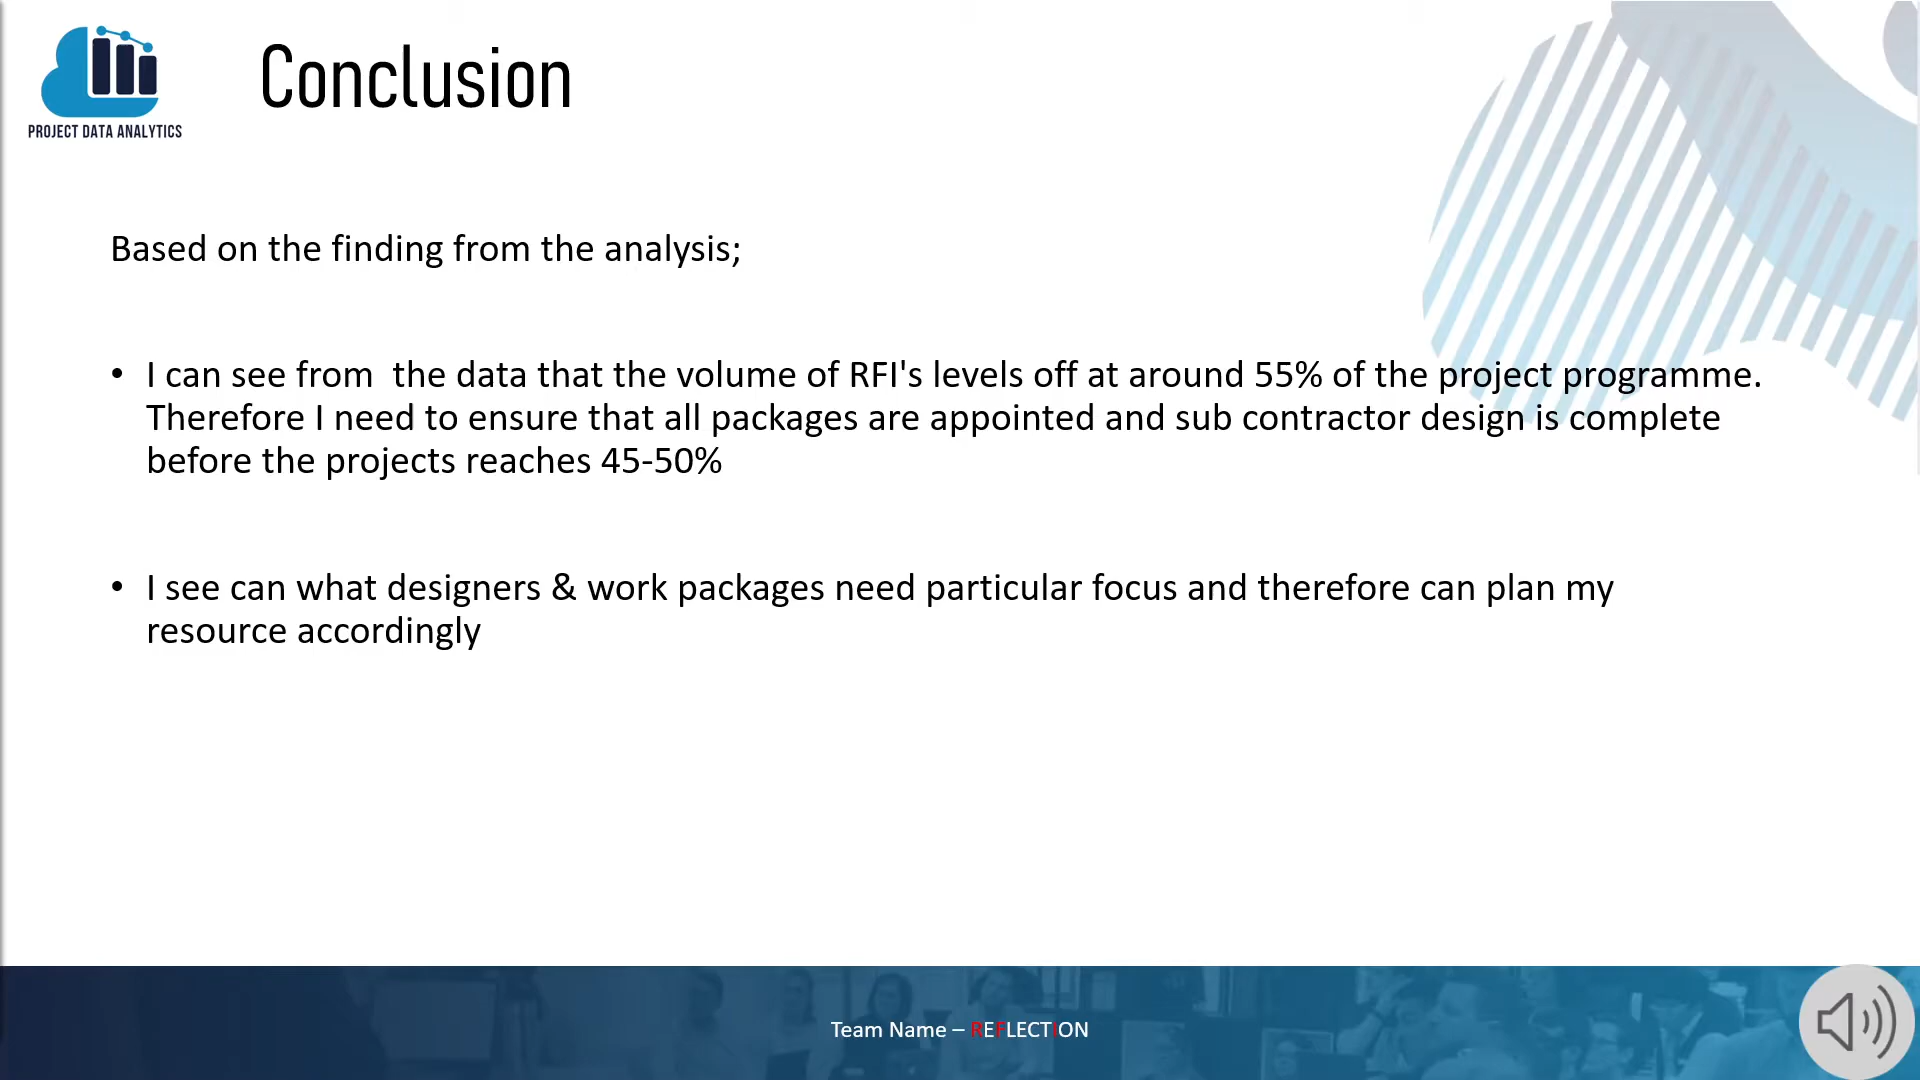 PROJECT DATA ANALYTICS
Conclusion
Based on the finding from the analysis;
• I can see from  the data that the volume of RFI's levels off at around 55% of the project programme.
Therefore I need to ensure that all packages are appointed and sub contractor design is complete
before the projects reaches 45-50%
• I see can what designers & work packages need particular focus and therefore can plan my
resource accordingly
Team Name – REFLECTION